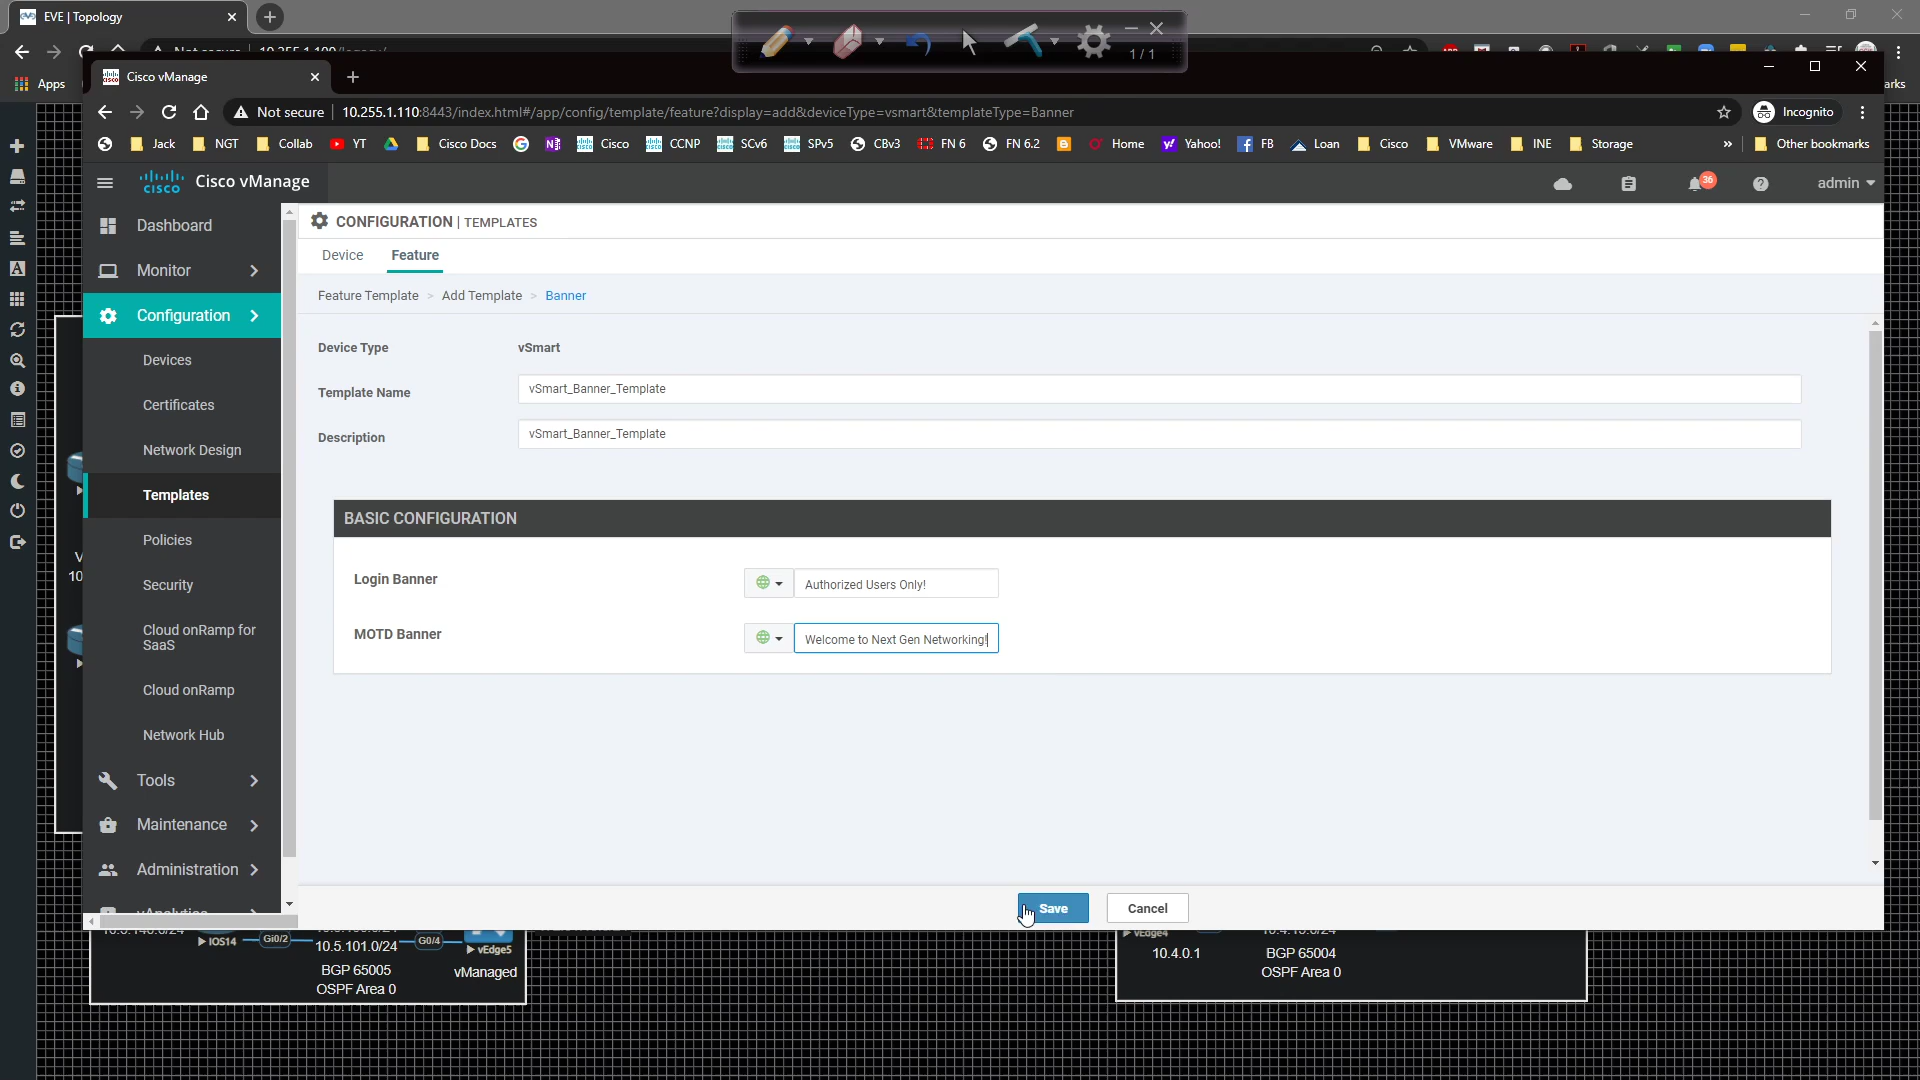 EVE | Topology
1 / 1
Apps
Cisco vManage
Not secure
10.255.1.110:8443/index.html#/app/config/template/feature?display=add&deviceType=vsmart&templateType=Banner
Incognito
Jack
NGT
Collab
YT
Cisco Docs
Cisco
CCNP
SCv6
SPv5
CBv3
FN 6
FN 6.2
Home
Yahoo!
FB
Loan
Cisco
VMware
INE
Storage
»
Other bookmarks
cisco
Cisco vManage
36
admin
Dashboard
Monitor
Configuration
Devices
Certificates
Network Design
Templates
Policies
Security
Cloud onRamp for
SaaS
Cloud onRamp
Network Hub
Tools
Maintenance
Administration
CONFIGURATION | TEMPLATES
Device
Feature
Feature Template > Add Template > Banner
Device Type
vSmart
Template Name
vSmart_Banner_Template
Description
vSmart_Banner_Template
BASIC CONFIGURATION
Login Banner
Authorized Users Only!
MOTD Banner
Welcome to Next Gen Networking!
Save
Cancel
IOS14
Gi0/2
10.5.101.0/24
G0/4
vEdge5
BGP 65005
vManaged
OSPF Area 0
vEdge4
10.4.0.1
BGP 65004
OSPF Area 0